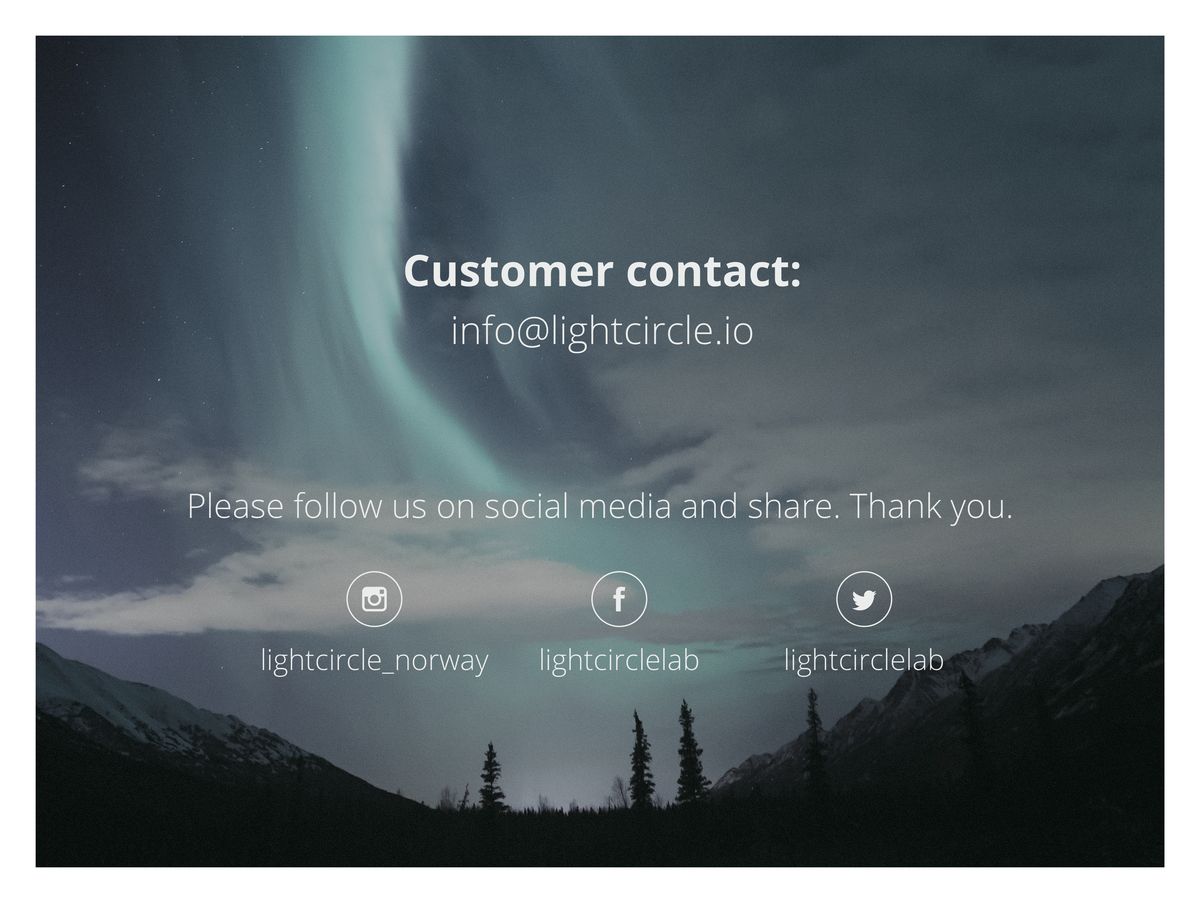 Customer contact:
info@lightcircle.io
Please follow us on social media and share. Thank you.
lightcircle_norway lightcirclelab lightcirclelab